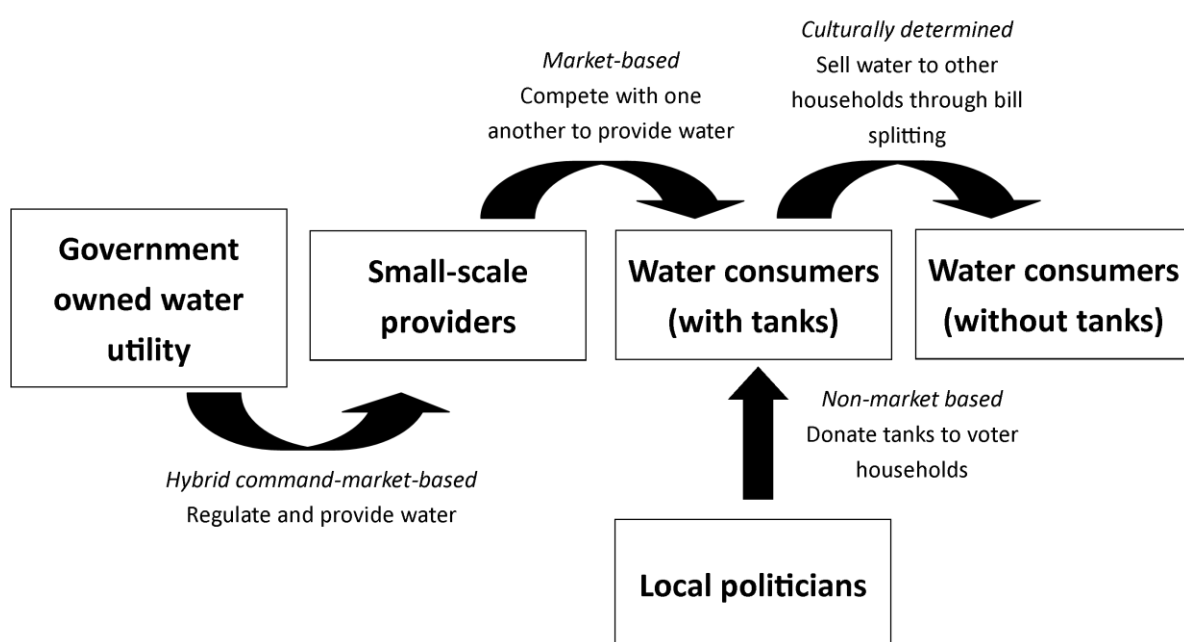 Culturally determined
Sell water to other
households through bill
splitting
Market-based
Compete with one
another to provide water
Government
owned water
utility
Small-scale
providers
Water consumers
(with tanks)
Water consumers
(without tanks)
Hybrid command-market-based
Regulate and provide water
Non-market based
Donate tanks to voter
households
Local politicians